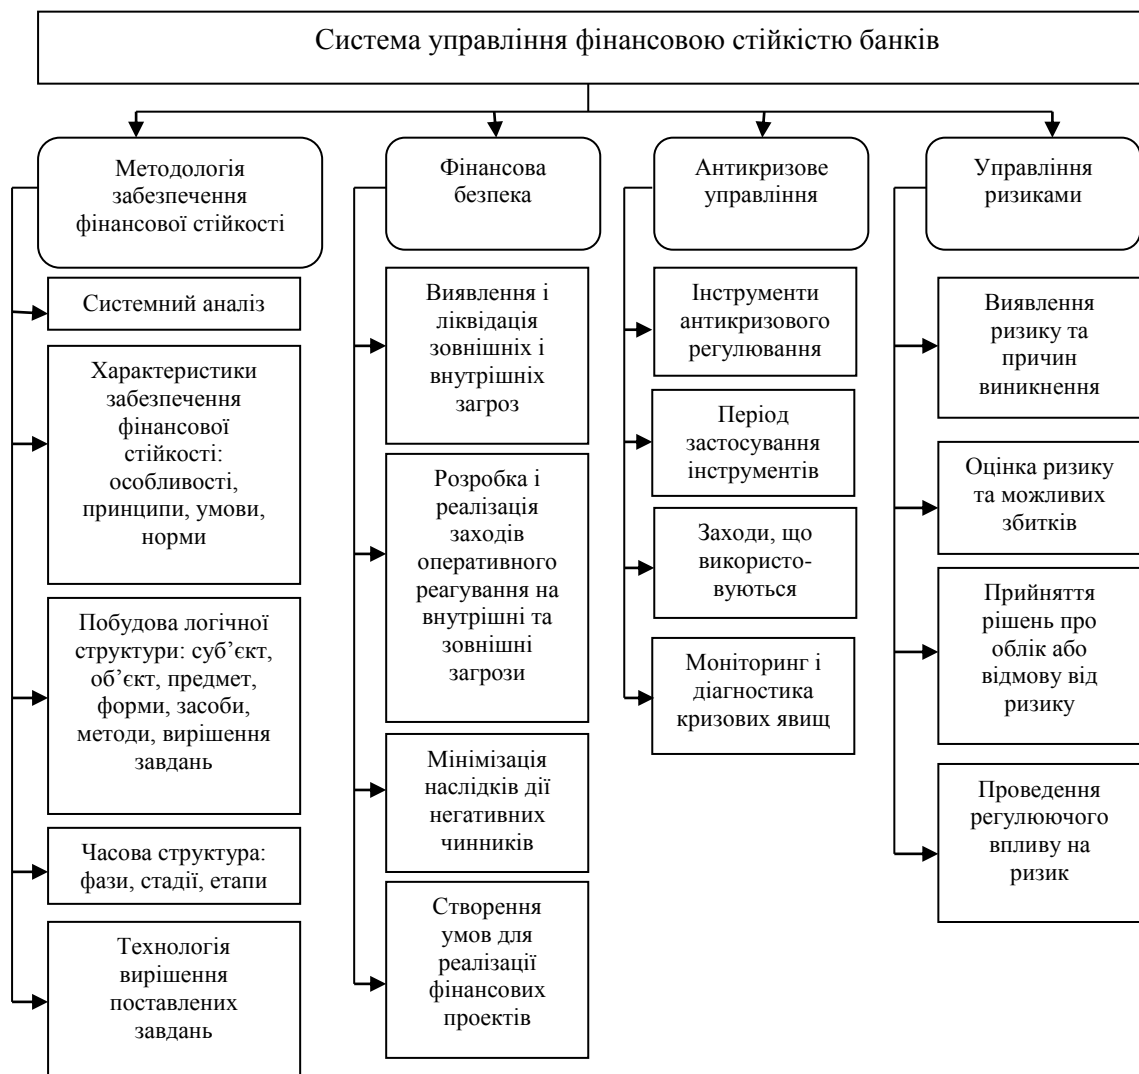 Система управління фінансовою стійкістю банків
Методологія
забезпечення
фінансової стійкості
Системний аналіз
Характеристики
забезпечення
фінансової
стійкості:
особливості,
принципи, умови,
норми
Побудова логічної
структури: суб’єкт,
об’єкт, предмет,
форми, засоби,
методи, вирішення
завдань
Часова структура:
фази, стадії, етапи
Технологія
вирішення
поставлених
завдань
Фінансова
безпека
Виявлення і
ліквідація
зовнішніх і
внутрішніх
загроз
Розробка і
реалізація
заходів
оперативного
реагування на
внутрішні та
зовнішні
загрози
Мінімізація
наслідків дії
негативних
чинників
Створення
умов для
реалізації
фінансових
проектів
Антикризове
управління
Інструменти
антикризового
регулювання
Період
застосування
інструментів
Заходи, що
використо-
вуються
Моніторинг і
діагностика
кризових явищ
Управління
ризиками
Виявлення
ризику та
причин
виникнення
Оцінка ризику
та можливих
збитків
Прийняття
рішень про
облік або
відмову від
ризику
Проведення
регулюючого
впливу на
ризик